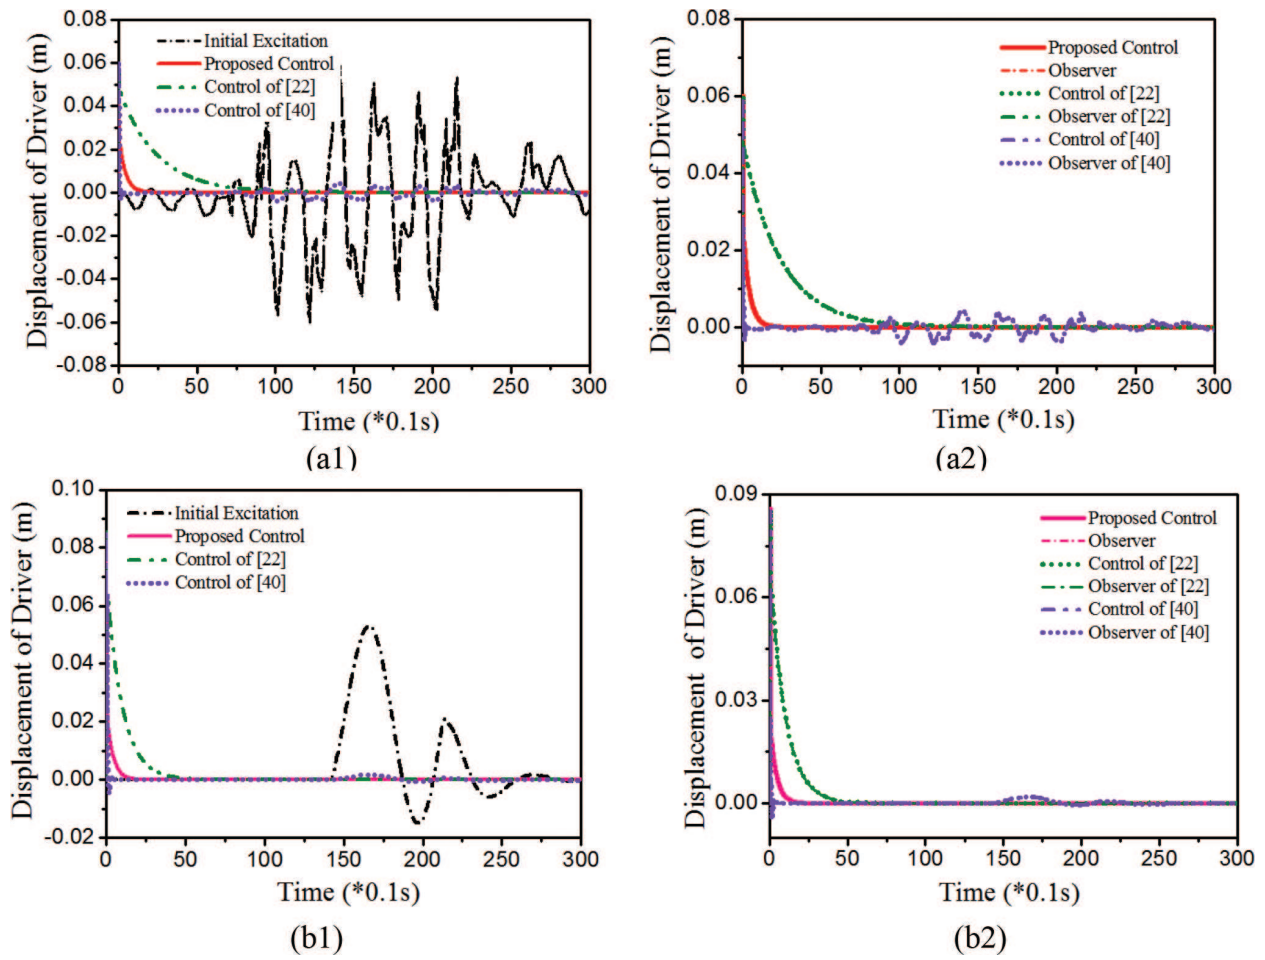 Displacement of Driver (m)
0.08
0.06
0.04
0.02
0.00
-0.02
-0.04
-0.06
-0.08
Initial Excitation
Proposed Control
Control of [22]
Control of [40]
0 50 100 150 200 250 300
Time (*0.1s)
(a1)
Displacement of Driver (m)
0.08
0.06
0.04
0.02
0.00
Proposed Control
Observer
Control of [22]
Observer of [22]
Control of [40]
Observer of [40]
0 50 100 150 200 250 300
Time (*0.1s)
(a2)
Displacement of Driver (m)
0.10
0.08
0.06
0.04
0.02
0.00
-0.02
Initial Excitation
Proposed Control
Control of [22]
Control of [40]
0 50 100 150 200 250 300
Time (*0.1s)
(b1)
Displacement of Driver (m)
0.09
0.06
0.03
0.00
Proposed Control
Observer
Control of [22]
Observer of [22]
Control of [40]
Observer of [40]
0 50 100 150 200 250 300
Time (*0.1s)
(b2)